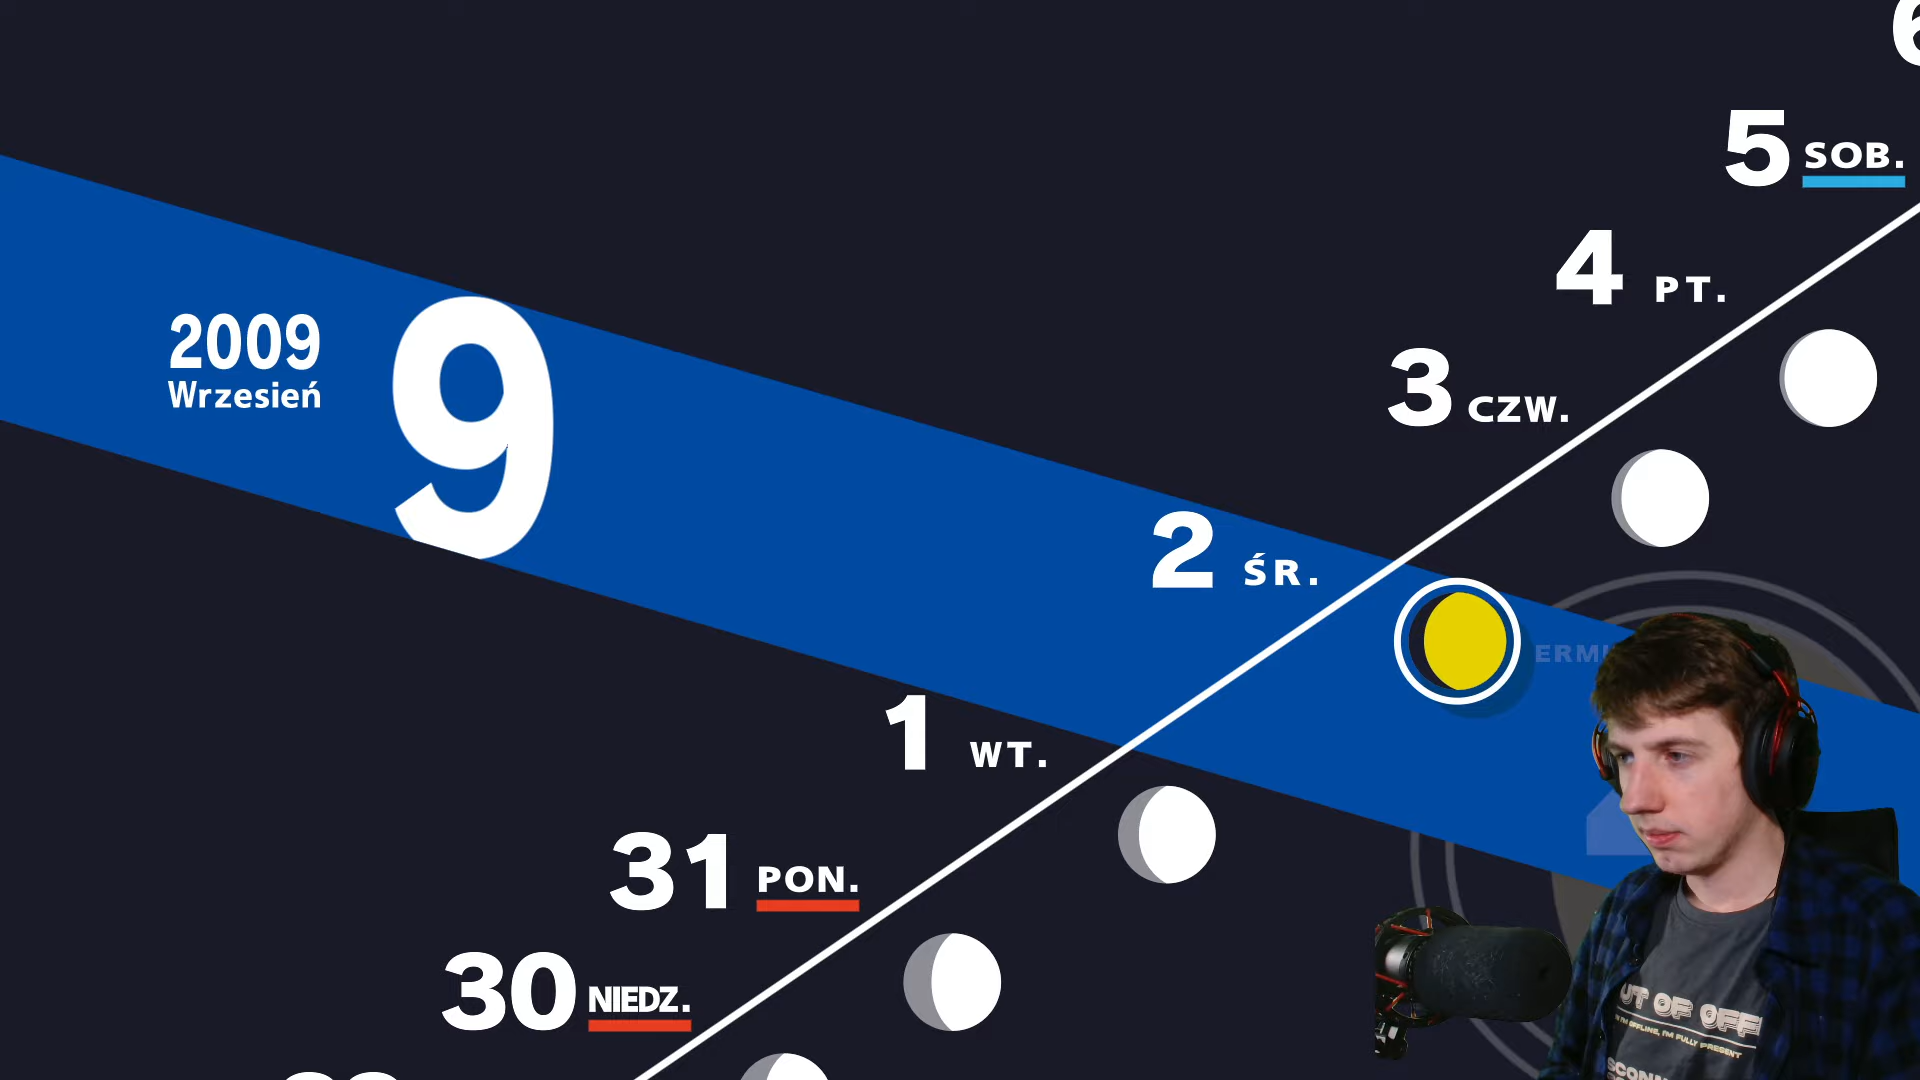 5 SOB.
4 PT.
3 CZW.
2009
Wrzesień
9
2 ŚR.
1 WT.
31 PON.
30 NIEDZ.